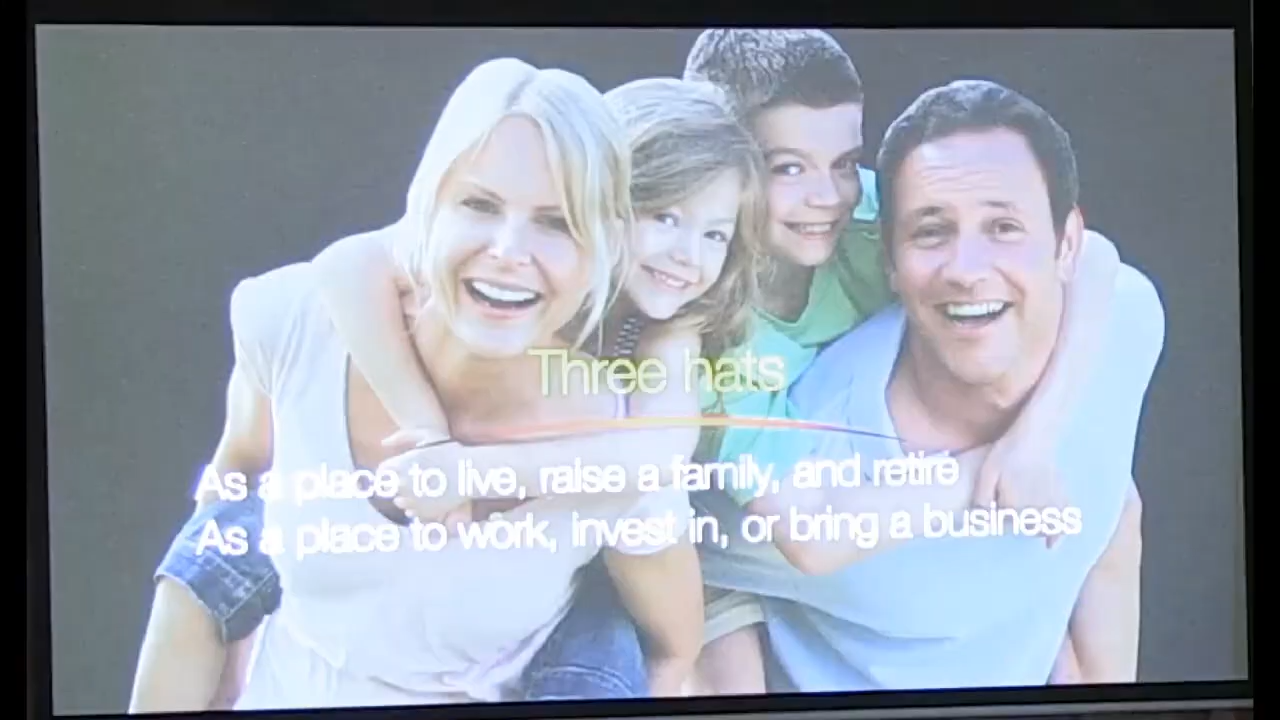 Three hats
As a place to live, raise a family, and retire
As a place to work, invest in, or bring a business